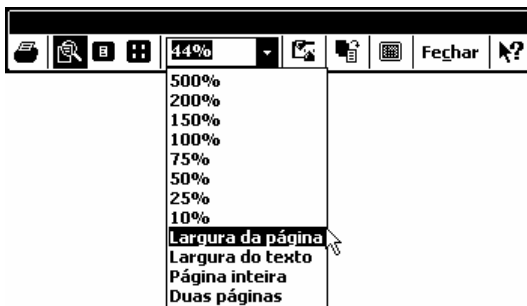 44% Fechar
500%
200%
150%
100%
75%
50%
25%
10%
Largura da página
Largura do texto
Página inteira
Duas páginas